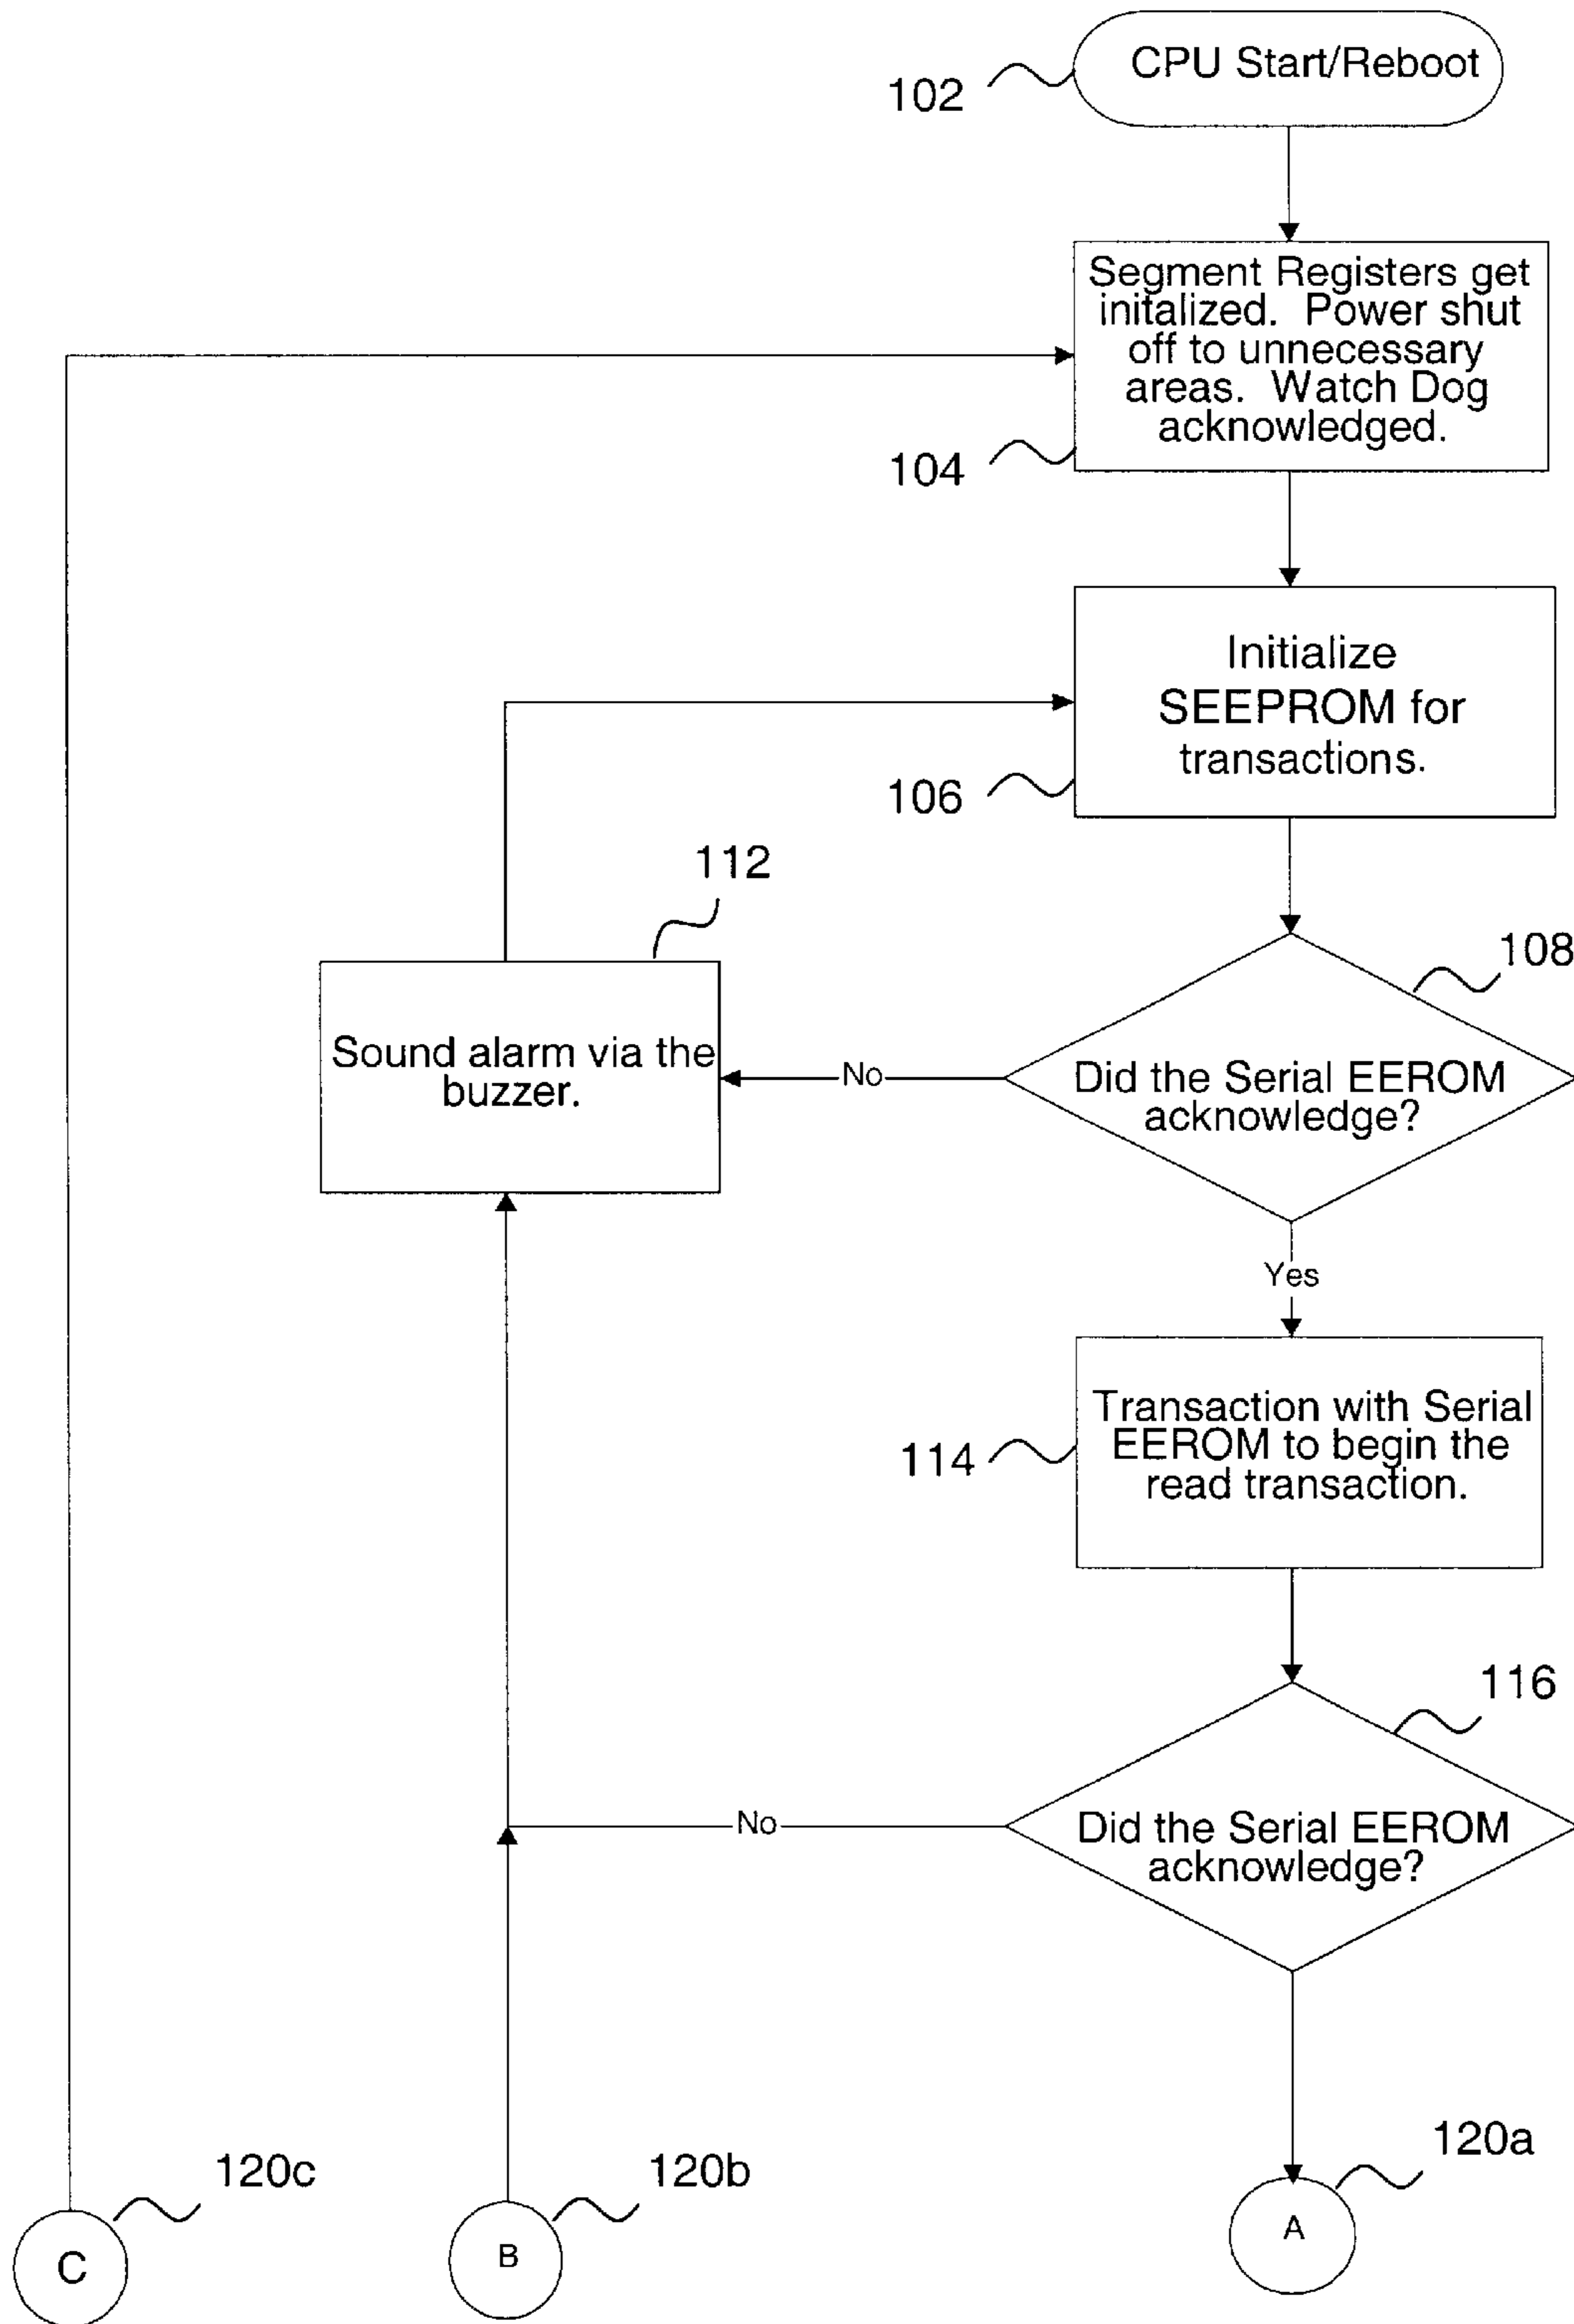 CPU Start/Reboot
102
Segment Registers get
initalized. Power shut
off to unnecessary
areas. Watch Dog
acknowledged.
104
Initialize
SEEPROM for
transactions.
106
112
108
Sound alarm via the
buzzer.
No
Did the Serial EEROM
acknowledge?
Yes
Transaction with Serial
EEROM to begin the
read transaction.
114
116
No
Did the Serial EEROM
acknowledge?
120c
120b
120a
C
B
A